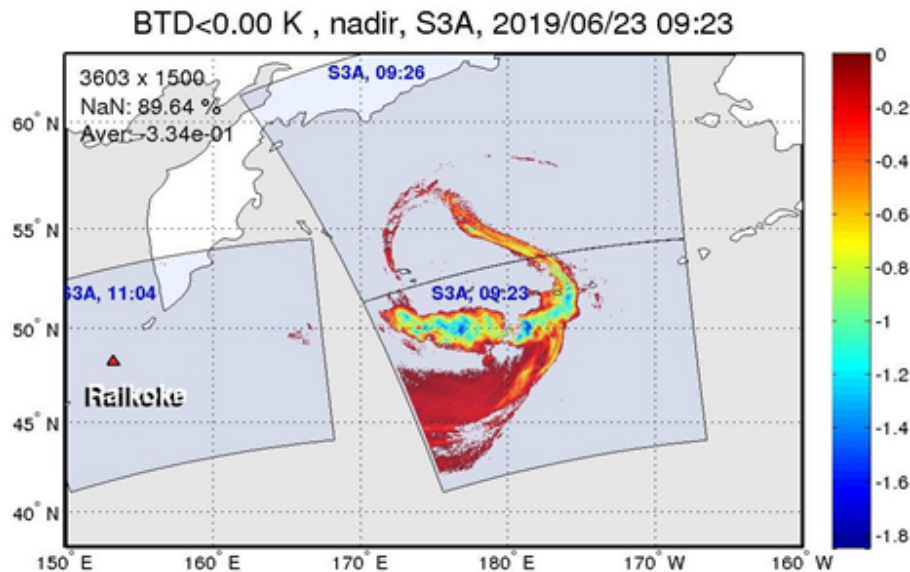 BTD<0.00 K , nadir, S3A, 2019/06/23 09:23
3603 x 1500
NaN: 89.64 %
Aver: -3.34e-01
S3A, 09:26
S3A, 11:04
S3A, 09:23
Raikoke
60° N
55° N
50° N
45° N
40° N
150° E
160° E
170° E
180° E
170° W
160° W
0
-0.2
-0.4
-0.6
-0.8
-1
-1.2
-1.4
-1.6
-1.8